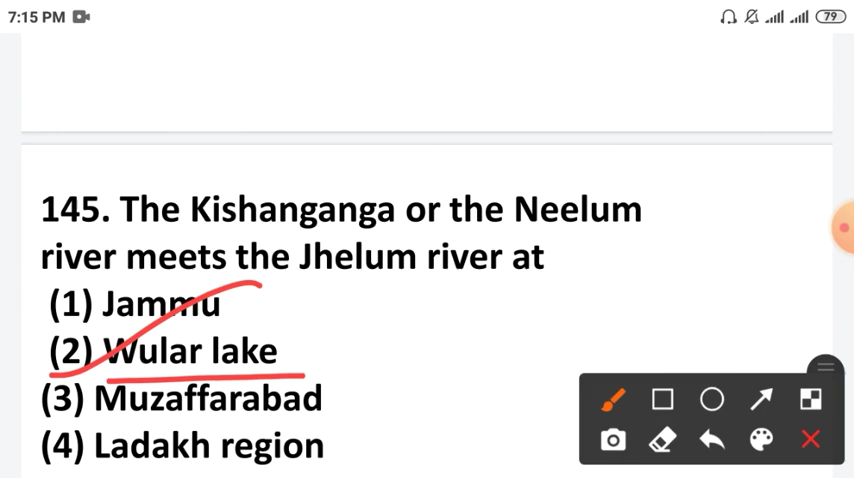 7:15 PM
79
145. The Kishanganga or the Neelum
river meets the Jhelum river at
(1) Jammu
(2) Wular lake
(3) Muzaffarabad
(4) Ladakh region